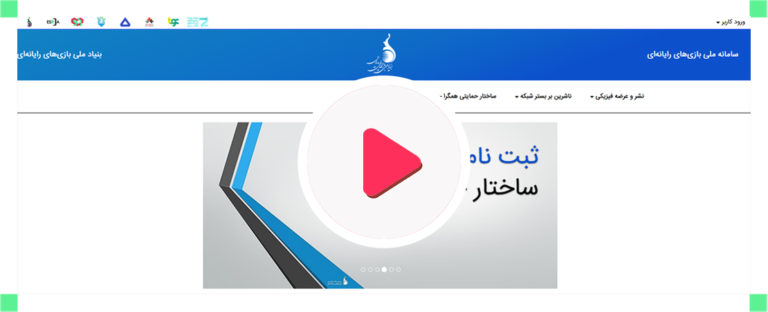 ورود کاربر
سامانه ملی بازی‌های رایانه‌ای
بنیاد ملی بازی‌های رایانه‌ای
نشر و عرضه فیزیکی
ناشرین بر بستر شبکه
ساختار حمایتی همگرا -
ثبت نام
ساختار